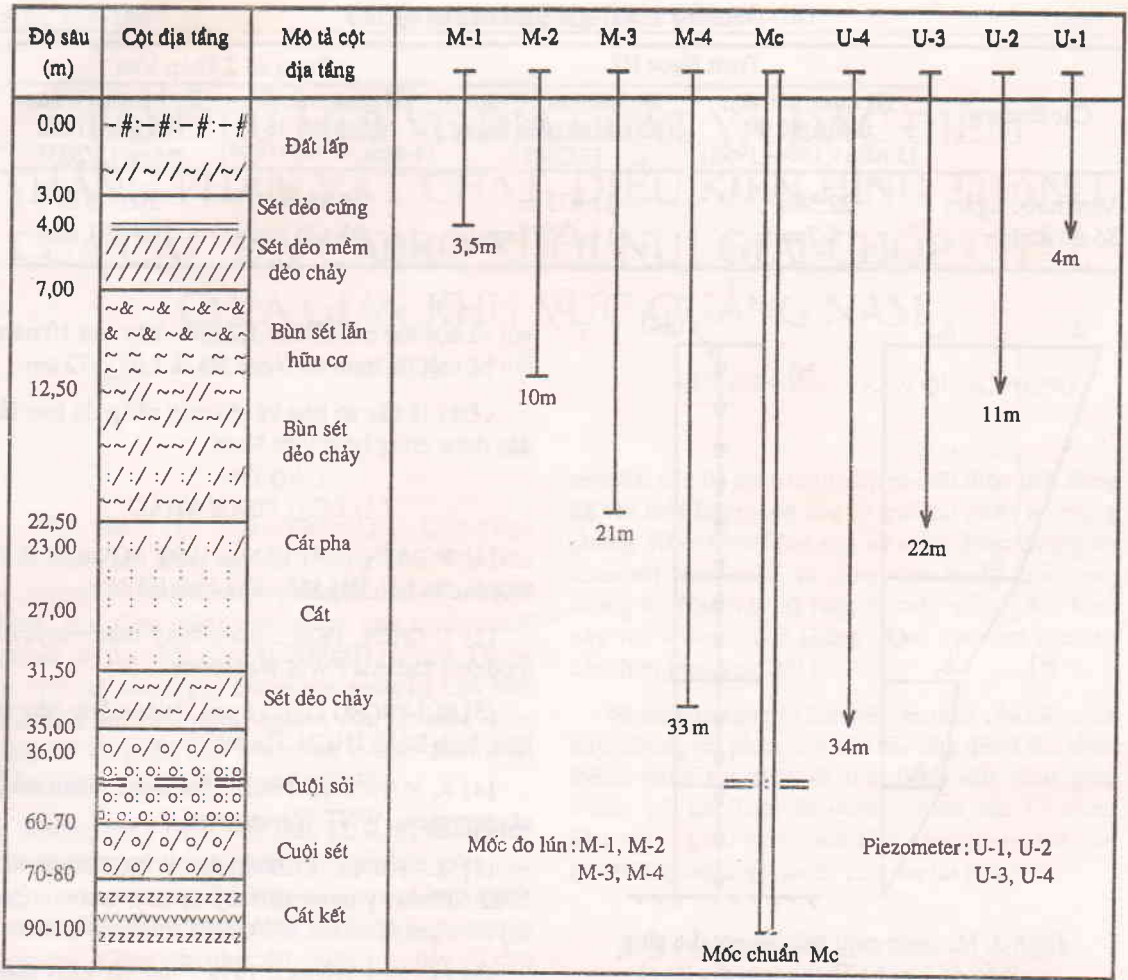 Độ sâu (m) Cột địa tầng Mô tả cột địa tầng M-1 M-2 M-3 M-4 Mc U-4 U-3 U-2 U-1
0,00
Đất lấp
3,00
Sét dẻo cứng
4,00
3,5m
4m
Sét dẻo mềm
dẻo chảy
7,00
Bùn sét lẫn
hữu cơ
12,50
10m
11m
Bùn sét
dẻo chảy
22,50
21m
22m
23,00
Cát pha
27,00
Cát
31,50
Sét dẻo chảy
35,00
33m
34m
36,00
Cuội sỏi
60-70
Cuội sét
Mốc đo lún : M-1, M-2
M-3, M-4
Piezometer : U-1, U-2
U-3, U-4
70-80
Cát kết
90-100
Mốc chuẩn Mc